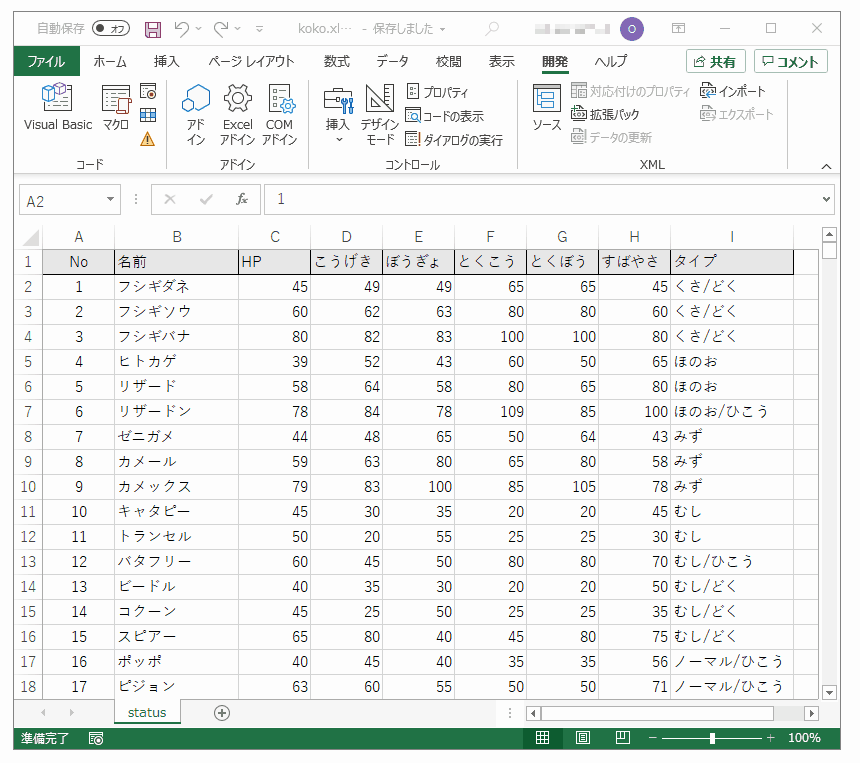 自動保存 オフ koko.xl… - 保存しました O
ファイル ホーム 挿入 ページ レイアウト 数式 データ 校閲 表示 開発 ヘルプ 共有 コメント
Visual Basic マクロ アドイン Excel アドイン COM アドイン 挿入 デザイン モード プロパティ コードの表示 ダイアログの実行 ソース 対応付けのプロパティ 拡張パック データの更新 インポート エクスポート
コード アドイン コントロール XML
A2 fx 1
A B C D E F G H I
1 No 名前 HP こうげき ぼうぎょ とくこう とくぼう すばやさ タイプ
2 1 フシギダネ 45 49 49 65 65 45 くさ/どく
3 2 フシギソウ 60 62 63 80 80 60 くさ/どく
4 3 フシギバナ 80 82 83 100 100 80 くさ/どく
5 4 ヒトカゲ 39 52 43 60 50 65 ほのお
6 5 リザード 58 64 58 80 65 80 ほのお
7 6 リザードン 78 84 78 109 85 100 ほのお/ひこう
8 7 ゼニガメ 44 48 65 50 64 43 みず
9 8 カメール 59 63 80 65 80 58 みず
10 9 カメックス 79 83 100 85 105 78 みず
11 10 キャタピー 45 30 35 20 20 45 むし
12 11 トランセル 50 20 55 25 25 30 むし
13 12 バタフリー 60 45 50 80 80 70 むし/ひこう
14 13 ビードル 40 35 30 20 20 50 むし/どく
15 14 コクーン 45 25 50 25 25 35 むし/どく
16 15 スピアー 65 80 40 45 80 75 むし/どく
17 16 ポッポ 40 45 40 35 35 56 ノーマル/ひこう
18 17 ピジョン 63 60 55 50 50 71 ノーマル/ひこう
status
準備完了 100%